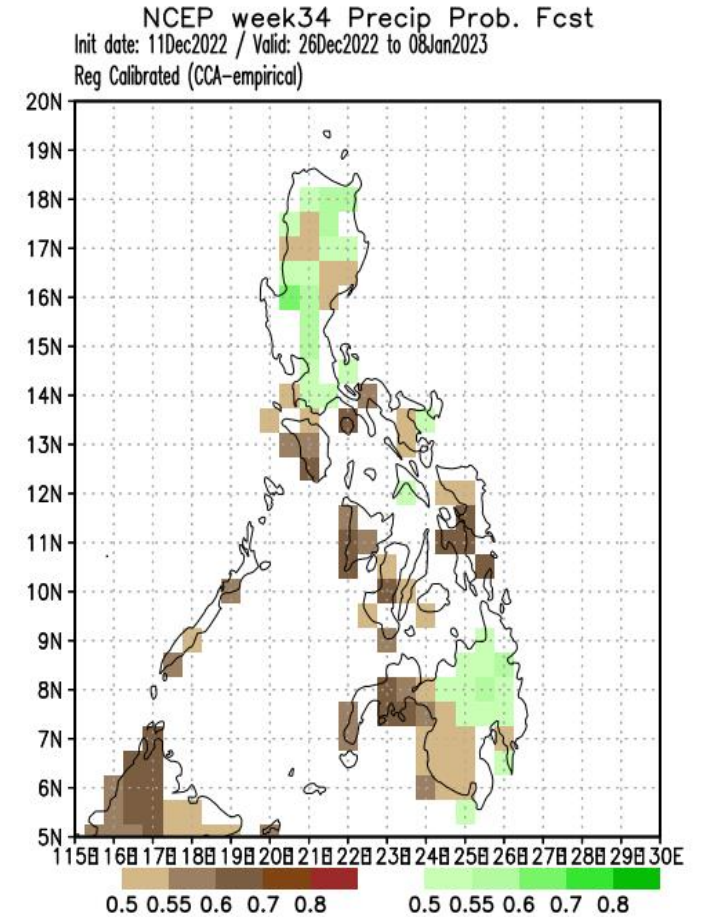 NCEP week34 Precip Prob. Fcst
Init date: 11Dec2022 / Valid: 26Dec2022 to 08Jan2023
Reg Calibrated (CCA-empirical)
20N
19N
18N
17N
16N
15N
14N
13N
12N
11N
10N
9N
8N
7N
6N
5N
115E 116E 117E 118E 119E 120E 121E 122E 123E 124E 125E 126E 127E 128E 129E 130E
0.5 0.55 0.6 0.7 0.8 0.5 0.55 0.6 0.7 0.8